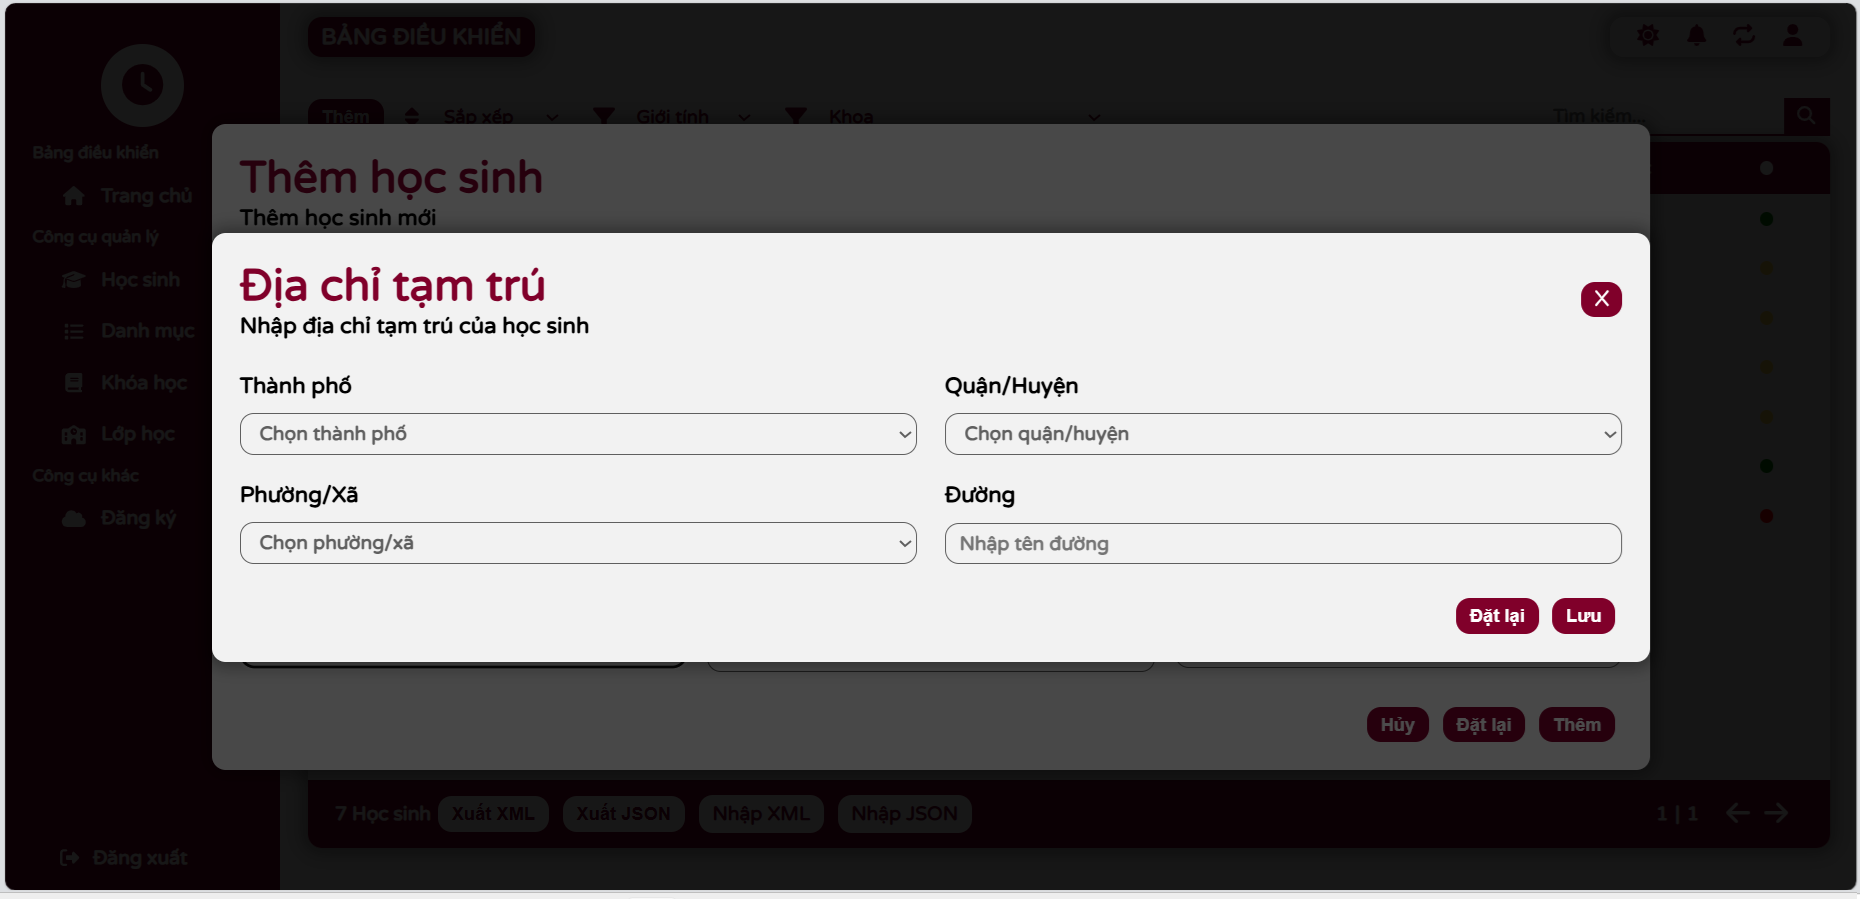 BẢNG ĐIỀU KHIỂN
Thêm
Sắp xếp
Giới tính
Khoa
Tìm kiếm...
Bảng điều khiển
Trang chủ
Công cụ quản lý
Học sinh
Danh mục
Khóa học
Lớp học
Công cụ khác
Đăng ký
Đăng xuất
Thêm học sinh
Thêm học sinh mới
Địa chỉ tạm trú
X
Nhập địa chỉ tạm trú của học sinh
Thành phố
Quận/Huyện
Chọn thành phố
Chọn quận/huyện
Phường/Xã
Đường
Chọn phường/xã
Nhập tên đường
Đặt lại
Lưu
Hủy
Đặt lại
Thêm
7 Học sinh
Xuất XML
Xuất JSON
Nhập XML
Nhập JSON
1 | 1